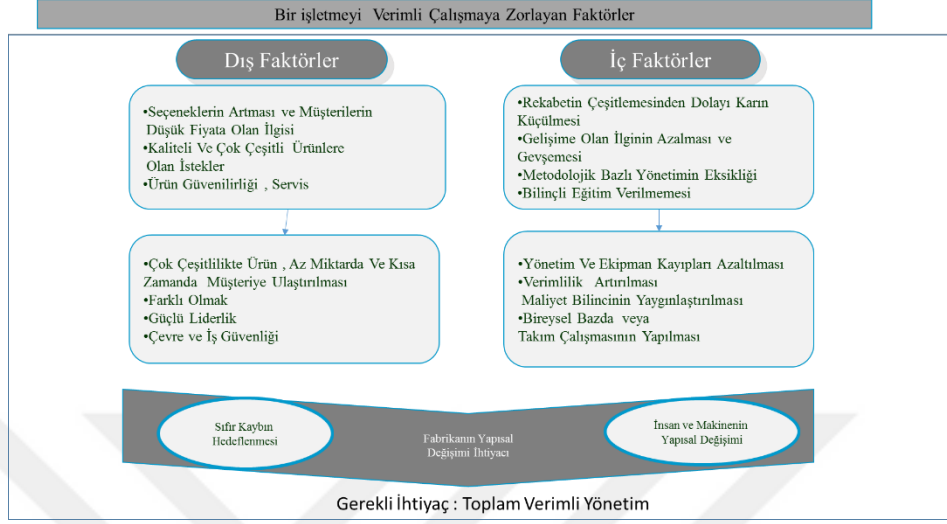 Bir işletmeyi Verimli Çalışmaya Zorlayan Faktörler
Dış Faktörler
•Seçeneklerin Artması ve Müşterilerin
Düşük Fiyata Olan İlgisi
•Kaliteli Ve Çok Çeşitli Ürünlere
Olan İstekler
•Ürün Güvenilirliği , Servis
•Çok Çeşitlilikte Ürün , Az Miktarda Ve Kısa
Zamanda Müşteriye Ulaştırılması
•Farklı Olmak
•Güçlü Liderlik
•Çevre ve İş Güvenliği
İç Faktörler
•Rekabetin Çeşitlemesinden Dolayı Karın
Küçülmesi
•Gelişime Olan İlginin Azalması ve
Gevşemesi
•Metodolojik Bazlı Yönetimin Eksikliği
•Bilinçli Eğitim Verilmemesi
•Yönetim Ve Ekipman Kayıpları Azaltılması
•Verimlilik Artırılması
Maliyet Bilincinin Yaygınlaştırılması
•Bireysel Bazda veya
Takım Çalışmasının Yapılması
Sıfır Kaybın
Hedeflenmesi
Fabrikanın Yapısal
Değişimi İhtiyacı
İnsan ve Makinenin
Yapısal Değişimi
Gerekli İhtiyaç : Toplam Verimli Yönetim